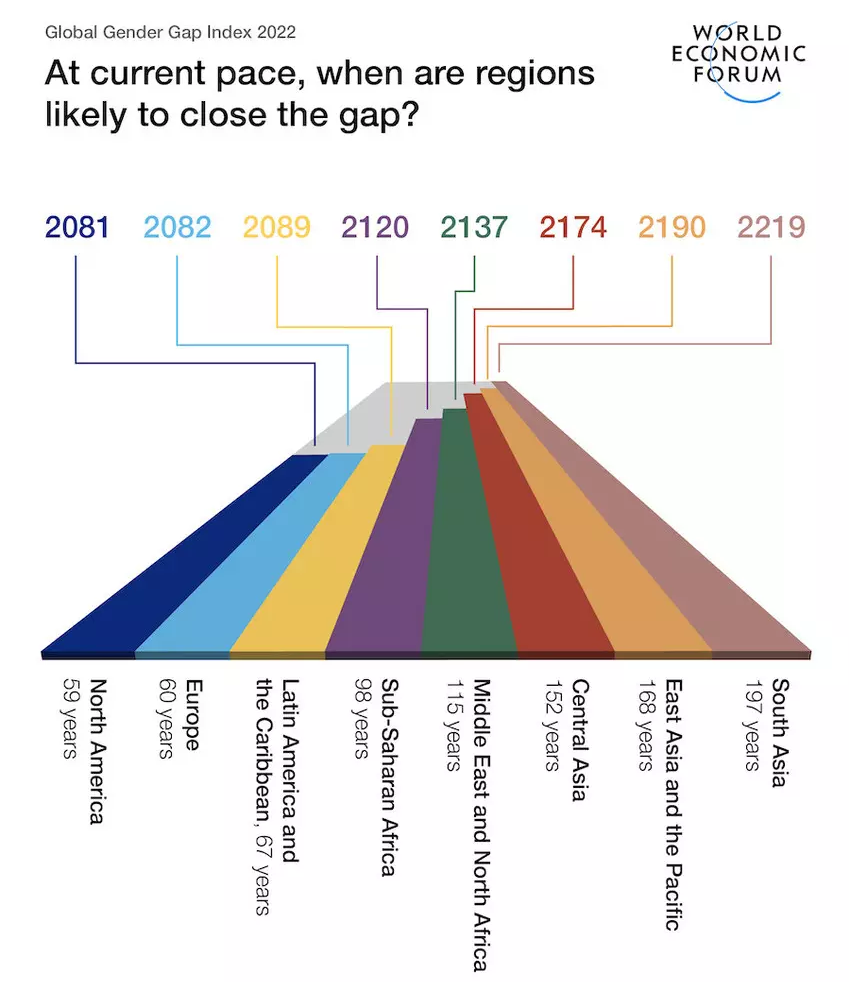 Global Gender Gap Index 2022
At current pace, when are regions
likely to close the gap?
WORLD
ECONOMIC
FORUM
2081
2082
2089
2120
2137
2174
2190
2219
North America
59 years
Europe
60 years
Latin America and
the Caribbean, 67 years
Sub-Saharan Africa
98 years
Middle East and North Africa
115 years
Central Asia
152 years
East Asia and the Pacific
168 years
South Asia
197 years